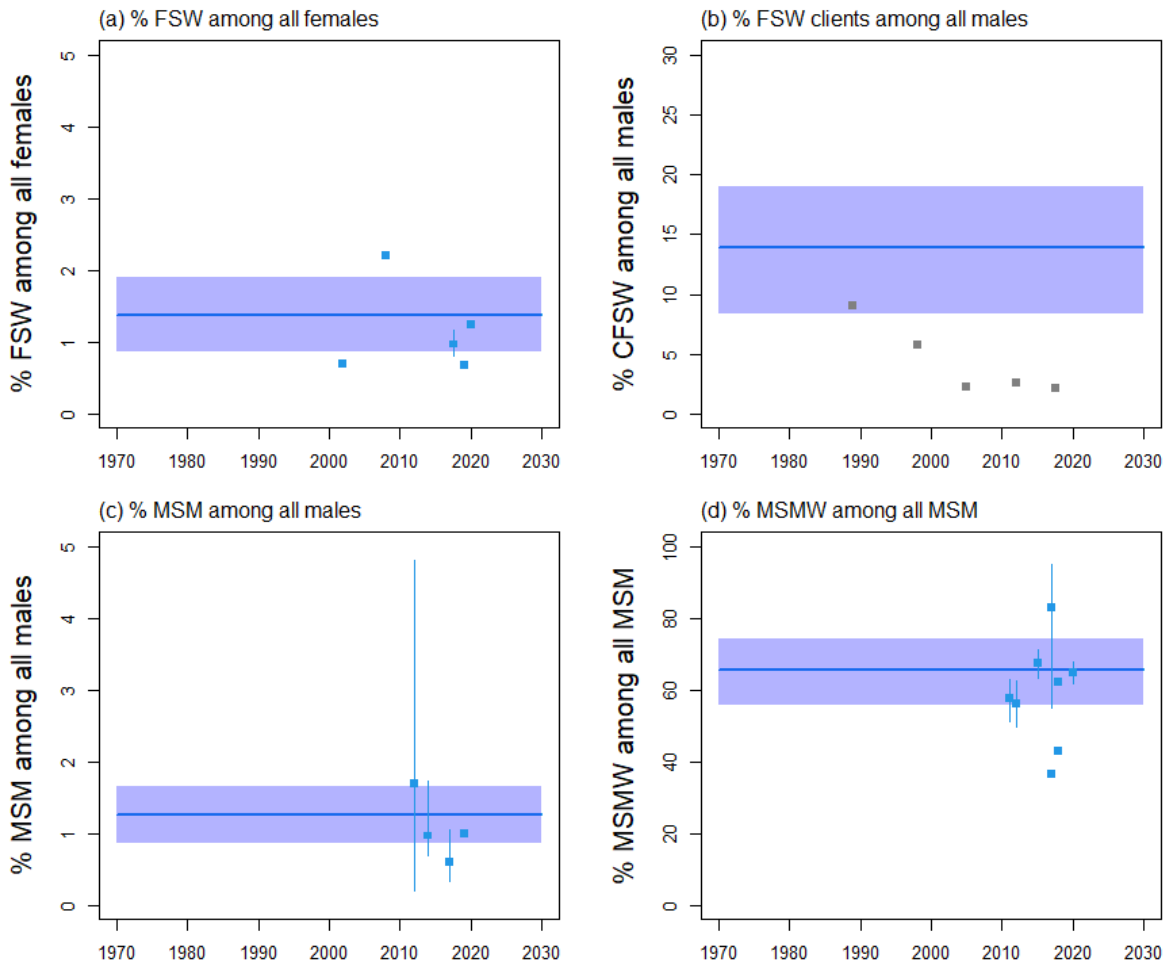 (a) % FSW among all females
% FSW among all females
5
4
3
2
1
0
1970 1980 1990 2000 2010 2020 2030
(b) % FSW clients among all males
% CFSW among all males
30
25
20
15
10
5
0
1970 1980 1990 2000 2010 2020 2030
(c) % MSM among all males
% MSM among all males
5
4
3
2
1
0
1970 1980 1990 2000 2010 2020 2030
(d) % MSMW among all MSM
% MSMW among all MSM
100
80
60
40
20
0
1970 1980 1990 2000 2010 2020 2030